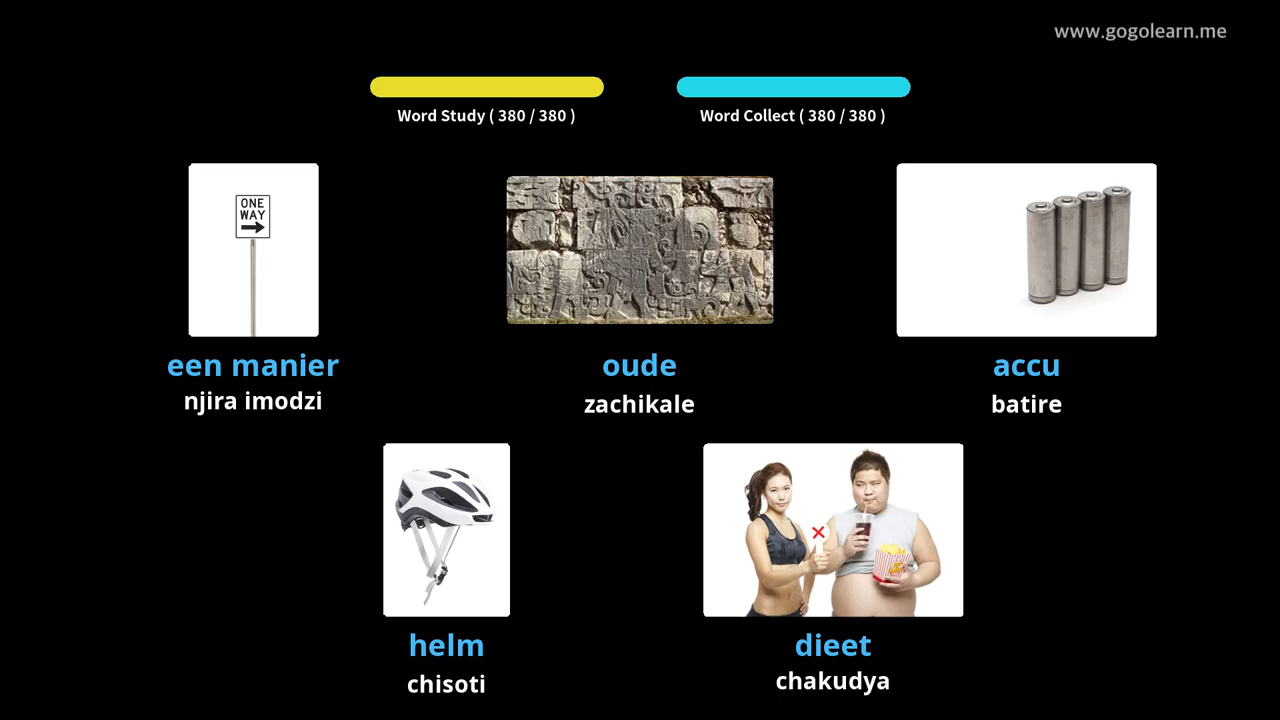 www.gogolearn.me
Word Study ( 380 / 380 )
Word Collect ( 380 / 380 )
ONE
WAY
een manier
njira imodzi
oude
zachikale
accu
batire
helm
chisoti
dieet
chakudya